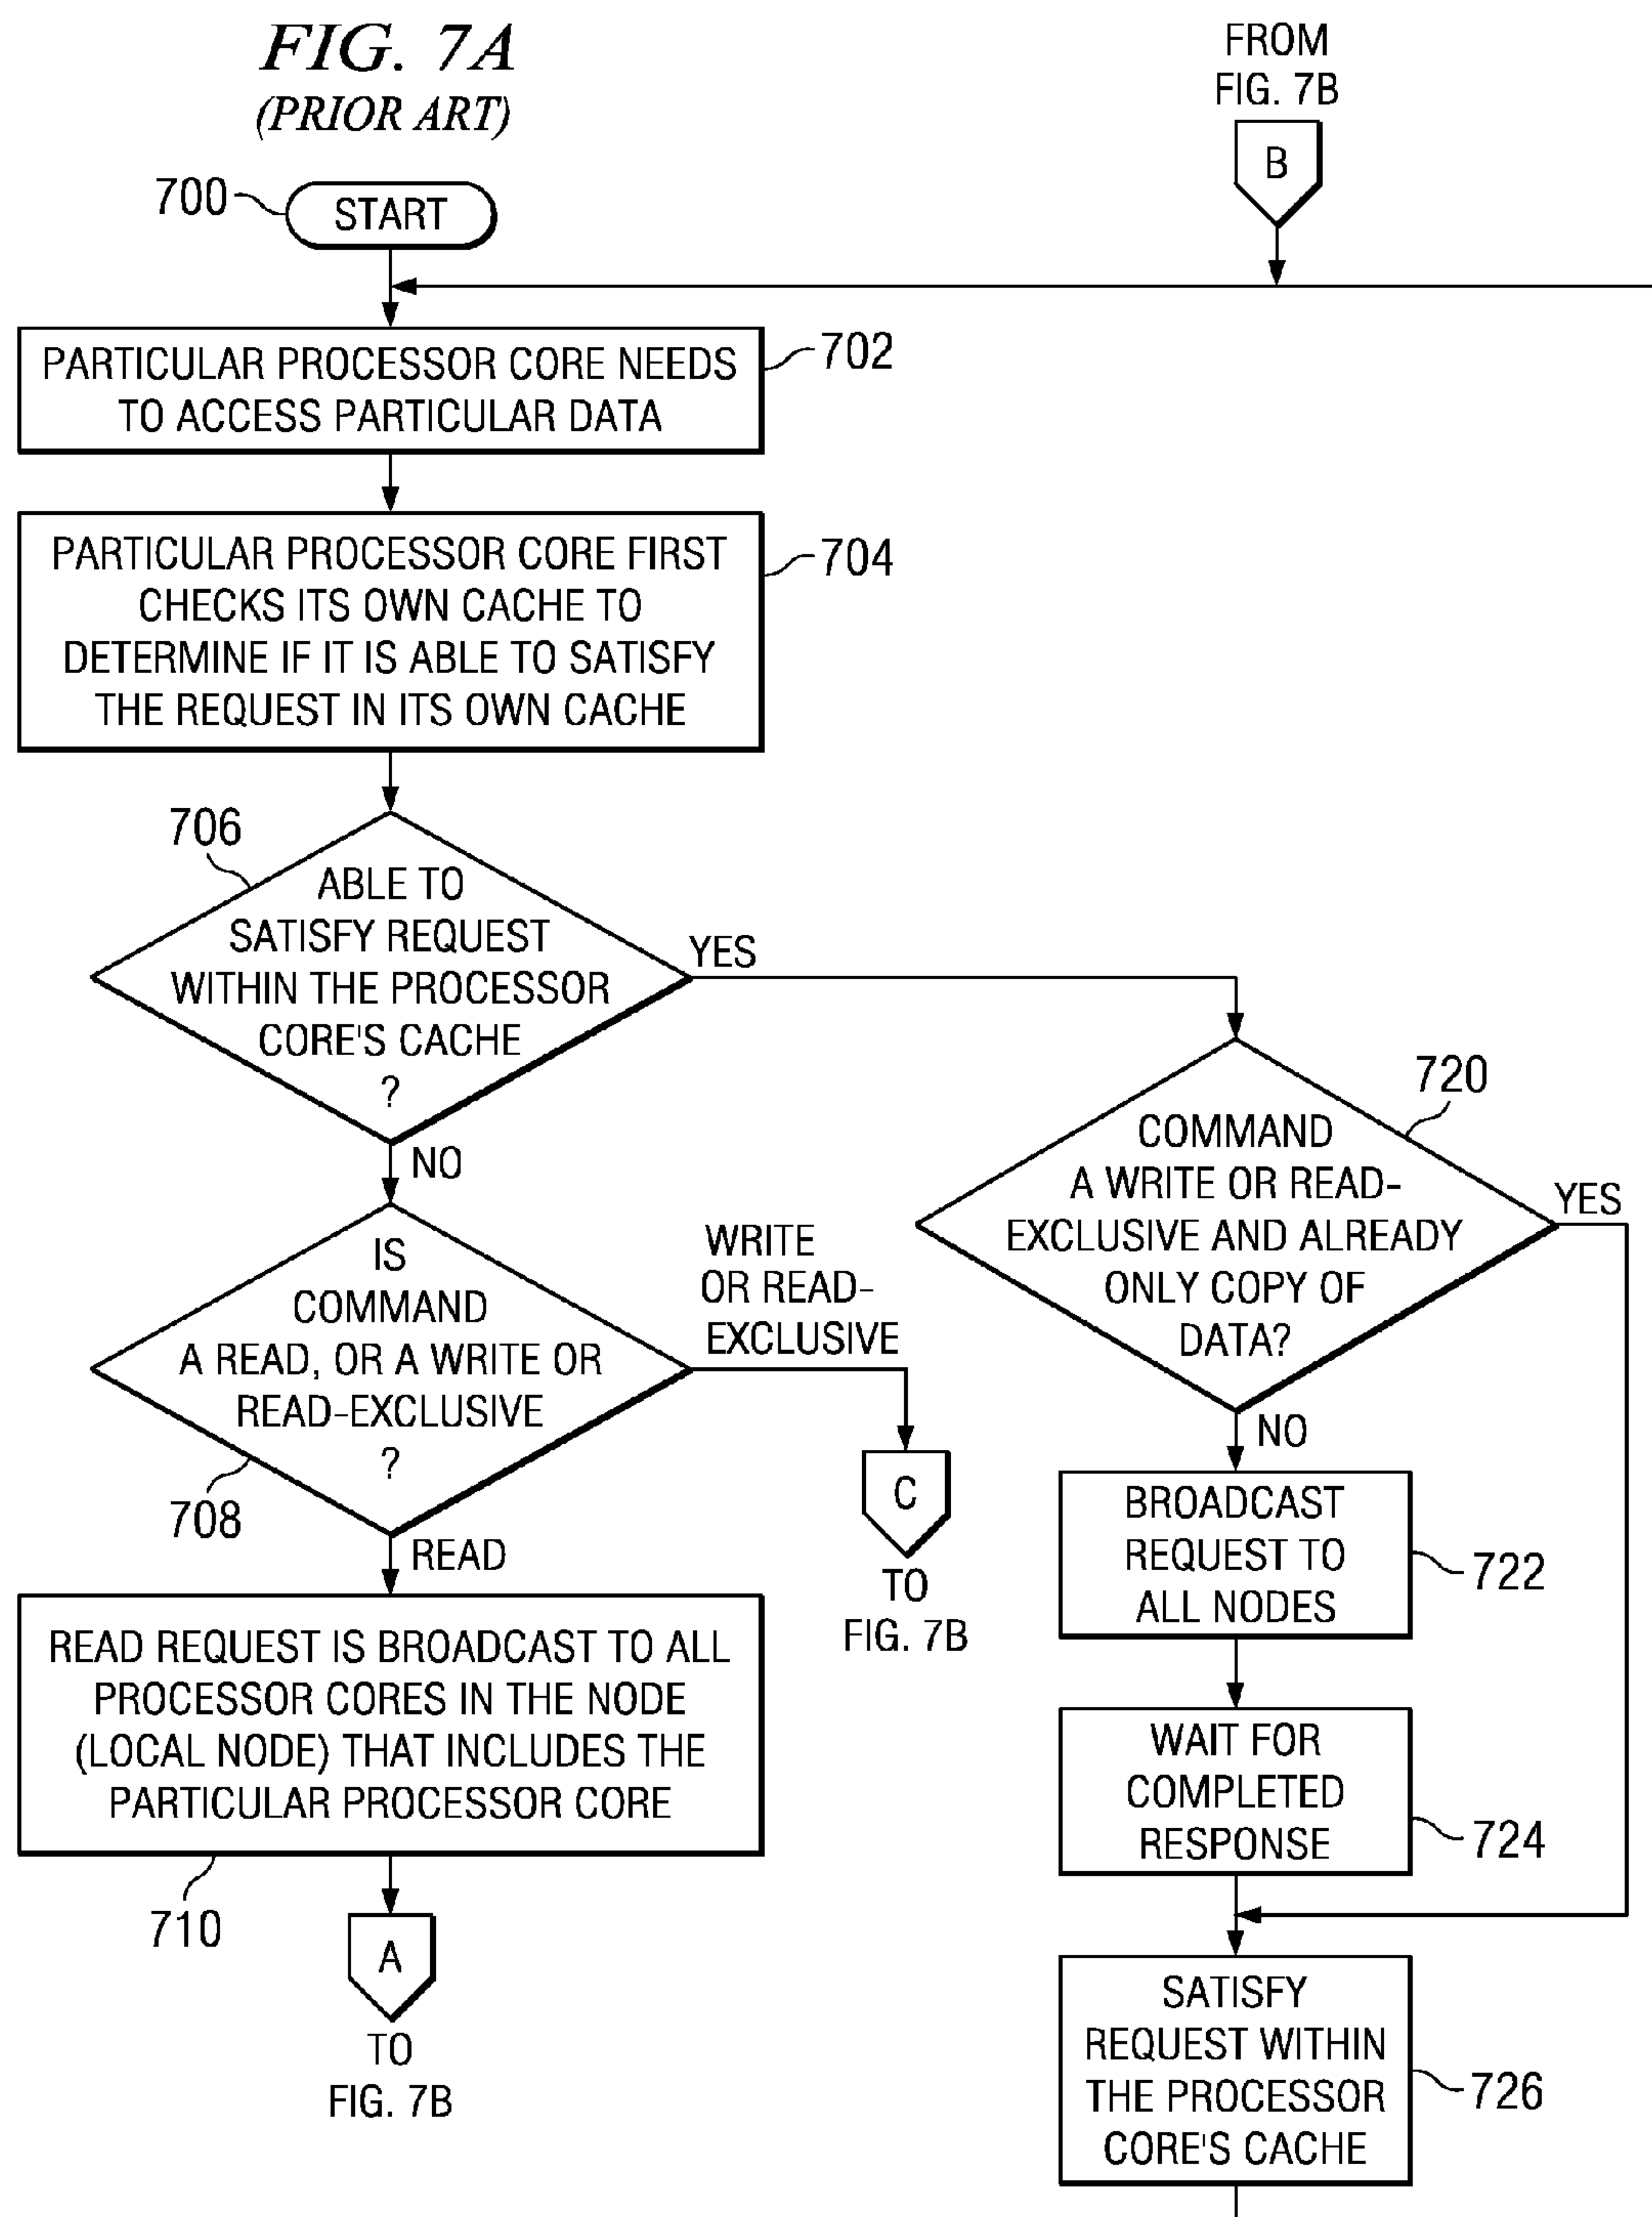 FIG. 7A
(PRIOR ART)
FROM
FIG. 7B
B
700
START
PARTICULAR PROCESSOR CORE NEEDS
TO ACCESS PARTICULAR DATA
702
PARTICULAR PROCESSOR CORE FIRST
CHECKS ITS OWN CACHE TO
DETERMINE IF IT IS ABLE TO SATISFY
THE REQUEST IN ITS OWN CACHE
704
706
ABLE TO
SATISFY REQUEST
WITHIN THE PROCESSOR
CORE'S CACHE
?
YES
NO
720
COMMAND
A WRITE OR READ-
EXCLUSIVE AND ALREADY
ONLY COPY OF
DATA?
YES
NO
IS
COMMAND
A READ, OR A WRITE OR
READ-EXCLUSIVE
?
708
WRITE
OR READ-
EXCLUSIVE
C
TO
FIG. 7B
READ
READ REQUEST IS BROADCAST TO ALL
PROCESSOR CORES IN THE NODE
(LOCAL NODE) THAT INCLUDES THE
PARTICULAR PROCESSOR CORE
710
A
TO
FIG. 7B
BROADCAST
REQUEST TO
ALL NODES
722
WAIT FOR
COMPLETED
RESPONSE
724
SATISFY
REQUEST WITHIN
THE PROCESSOR
CORE'S CACHE
726